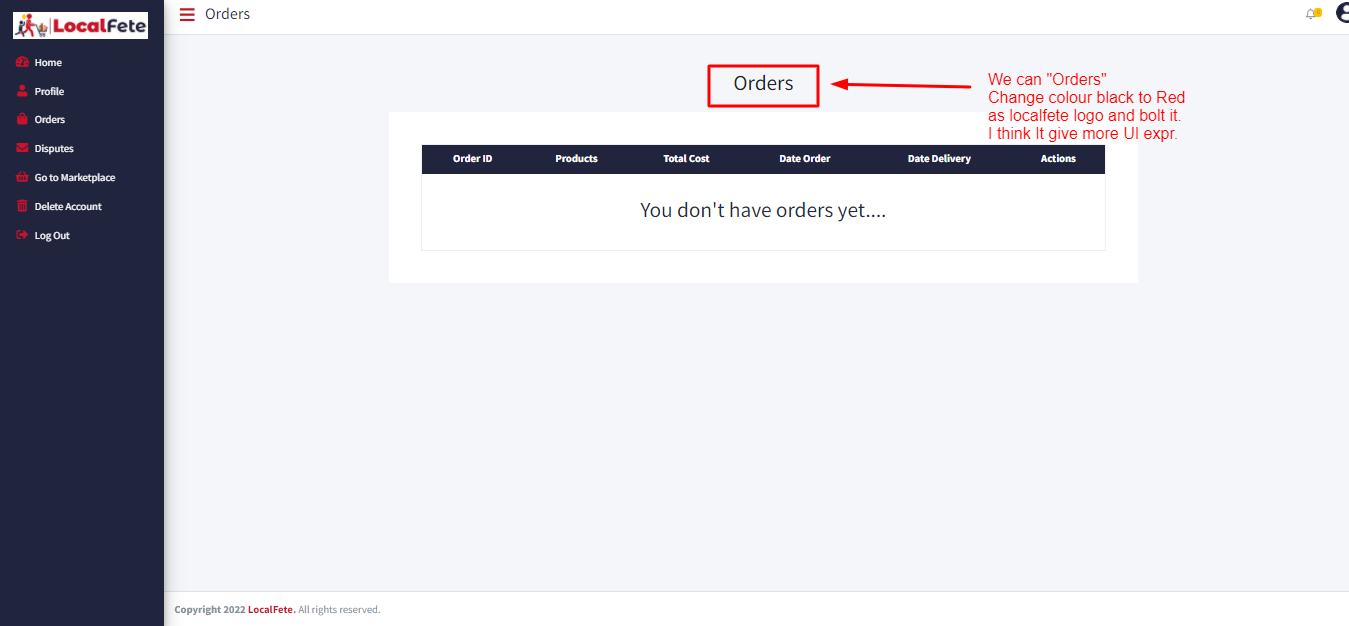 LocalFete
Orders
Home
Profile
Orders
Disputes
Go to Marketplace
Delete Account
Log Out
Orders
We can "Orders"
Change colour black to Red
as localfete logo and bolt it.
I think It give more UI expr.
Order ID Products Total Cost Date Order Date Delivery Actions
You don't have orders yet....
Copyright 2022 LocalFete. All rights reserved.